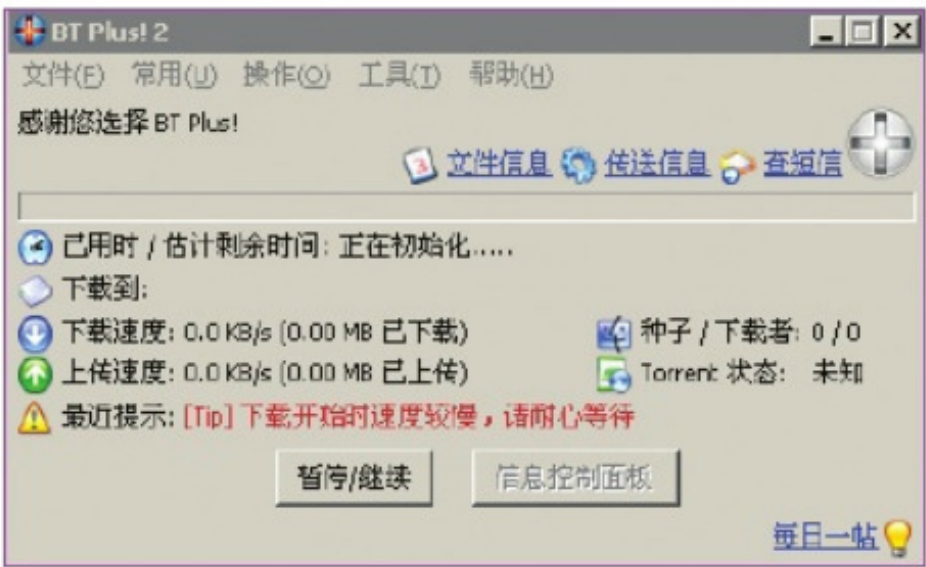 BT Plus! 2
文件(F) 常用(U) 操作(O) 工具(T) 帮助(H)
感谢您选择 BT Plus!
3 文件信息 传送信息 查短信
已用时 / 估计剩余时间: 正在初始化.....
下载到:
下载速度: 0.0 KB/s (0.00 MB 已下载) 种子 / 下载者: 0 / 0
上传速度: 0.0 KB/s (0.00 MB 已上传) Torrent 状态: 未知
最近提示: [Tip] 下载开始时速度较慢，请耐心等待
暂停/继续 信息控制面板
每日一帖